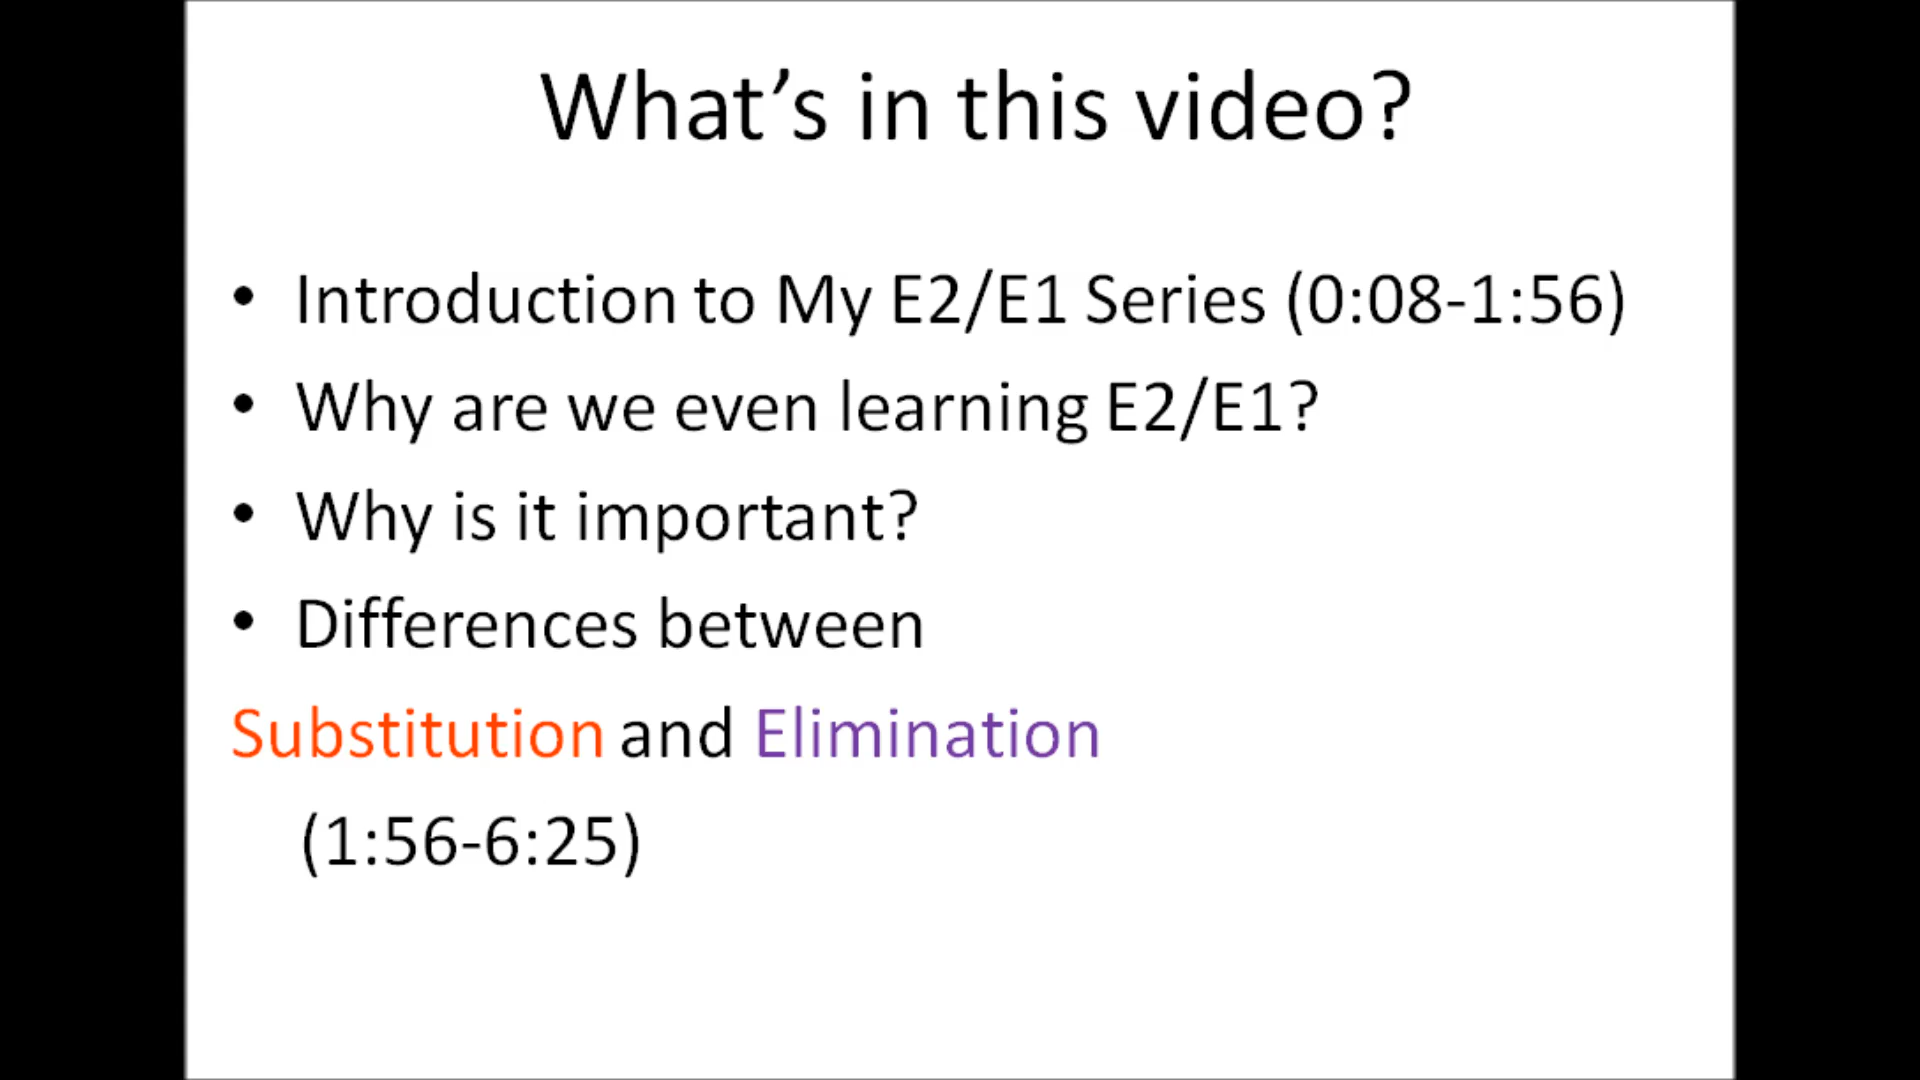 What’s in this video?
• Introduction to My E2/E1 Series (0:08-1:56)
• Why are we even learning E2/E1?
• Why is it important?
• Differences between
Substitution and Elimination
(1:56-6:25)